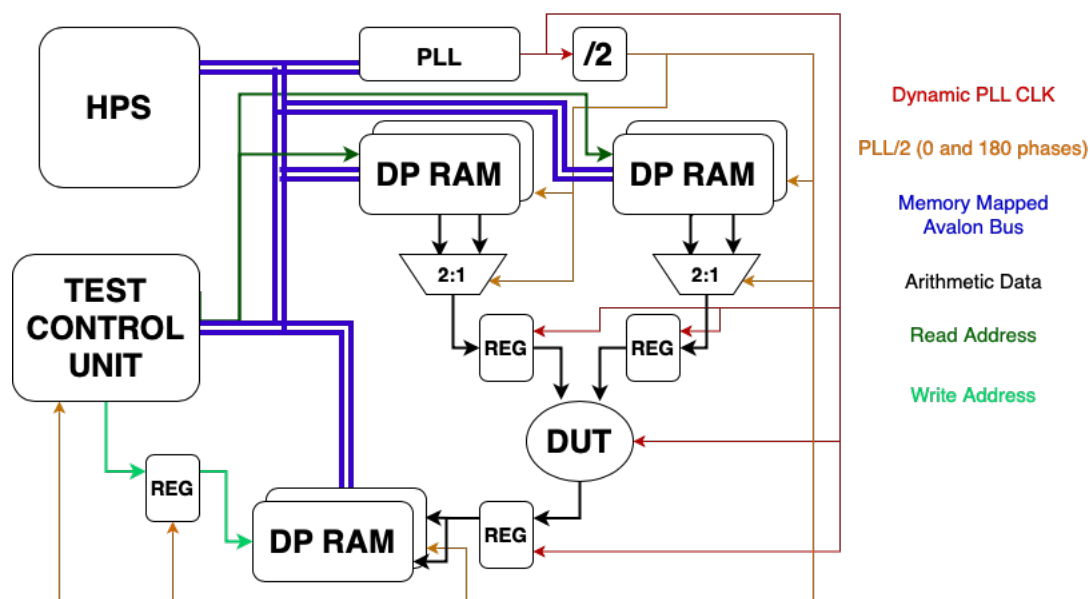 PLL
/2
HPS
Dynamic PLL CLK
PLL/2 (0 and 180 phases)
DP RAM
DP RAM
Memory Mapped
Avalon Bus
2:1
2:1
Arithmetic Data
TEST
CONTROL
UNIT
REG
REG
Read Address
Write Address
DUT
REG
DP RAM
REG